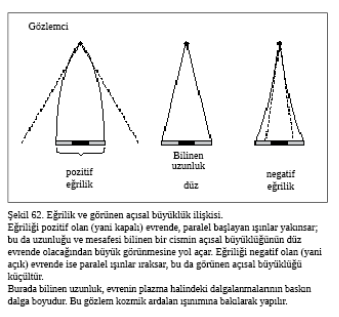 Gözlemci
pozitif
eğrilik
Bilinen
uzunluk
düz
negatif
eğrilik
Şekil 62. Eğrilik ve görünen açısal büyüklük ilişkisi.
Eğriliği pozitif olan (yani kapalı) evrende, paralel başlayan ışınlar yakınsar;
bu da uzunluğu ve mesafesi bilinen bir cismin açısal büyüklüğünün düz
evrende olacağından büyük görünmesine yol açar. Eğriliği negatif olan (yani
açık) evrende ise paralel ışınlar ıraksar, bu da görünen açısal büyüklüğü
küçültür.
Burada bilinen uzunluk, evrenin plazma halindeki dalgalanmalarının baskın
dalga boyudur. Bu gözlem kozmik ardalan ışınımına bakılarak yapılır.